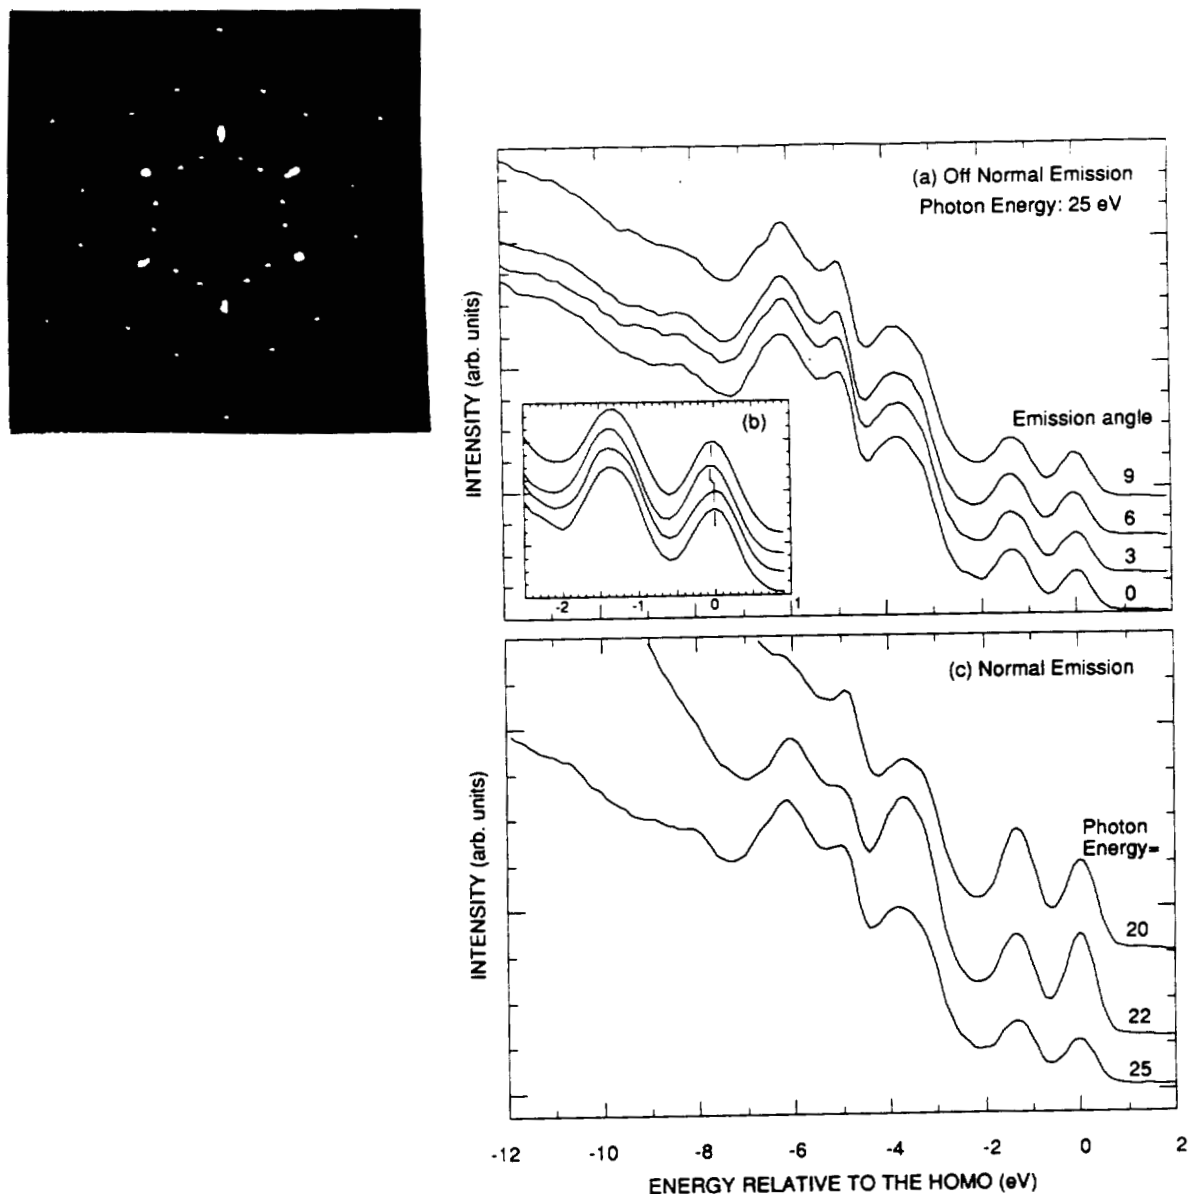 (a) Off Normal Emission
Photon Energy: 25 eV
INTENSITY (arb. units)
Emission angle
9
6
3
0
(b)
-2 -1 0 1
(c) Normal Emission
INTENSITY (arb. units)
Photon
Energy=
20
22
25
-12 -10 -8 -6 -4 -2 0 2
ENERGY RELATIVE TO THE HOMO (eV)